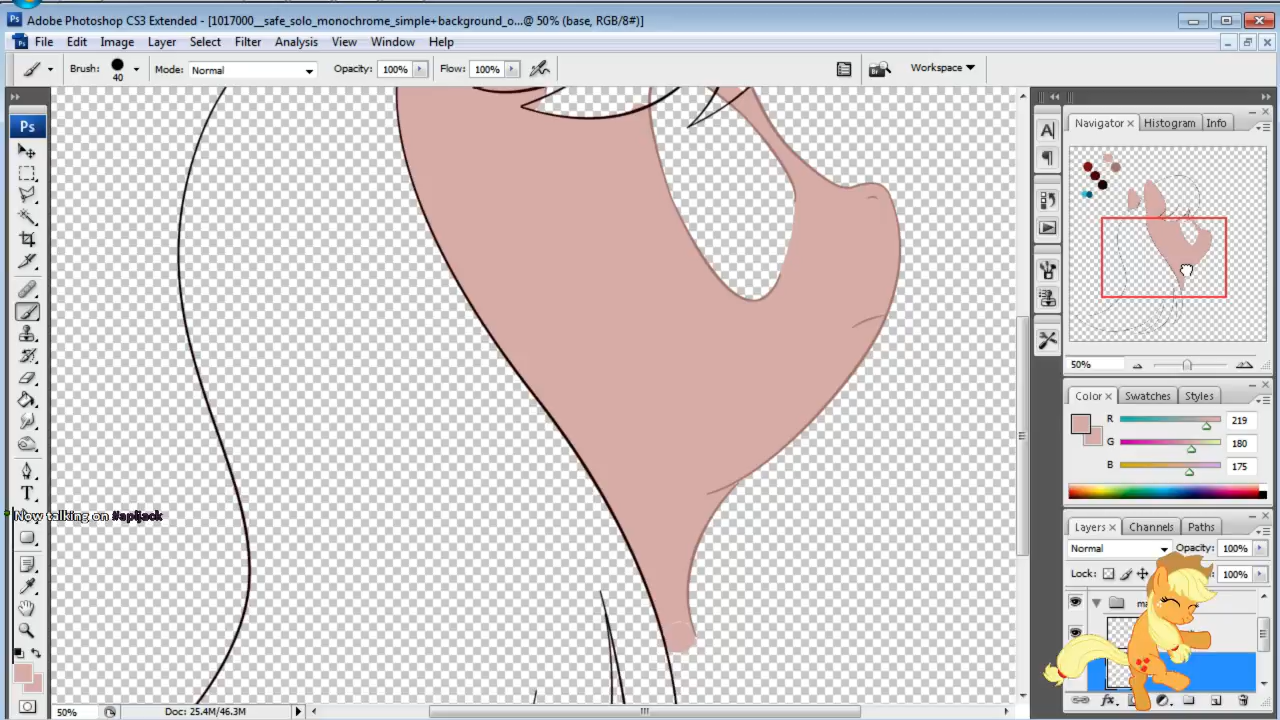 Adobe Photoshop CS3 Extended - [1017000__safe_solo_monochrome_simple+background_o...@ 50% (base, RGB/8#)]
File Edit Image Layer Select Filter Analysis View Window Help
Brush: 40 Mode: Normal Opacity: 100% Flow: 100% Workspace
Ps
Navigator Histogram Info
50%
Color Swatches Styles
R 219
G 180
B 175
Now talking on #apljack
Layers Channels Paths
Normal Opacity: 100%
Lock: 100%
50% Doc: 25.4M/46.3M